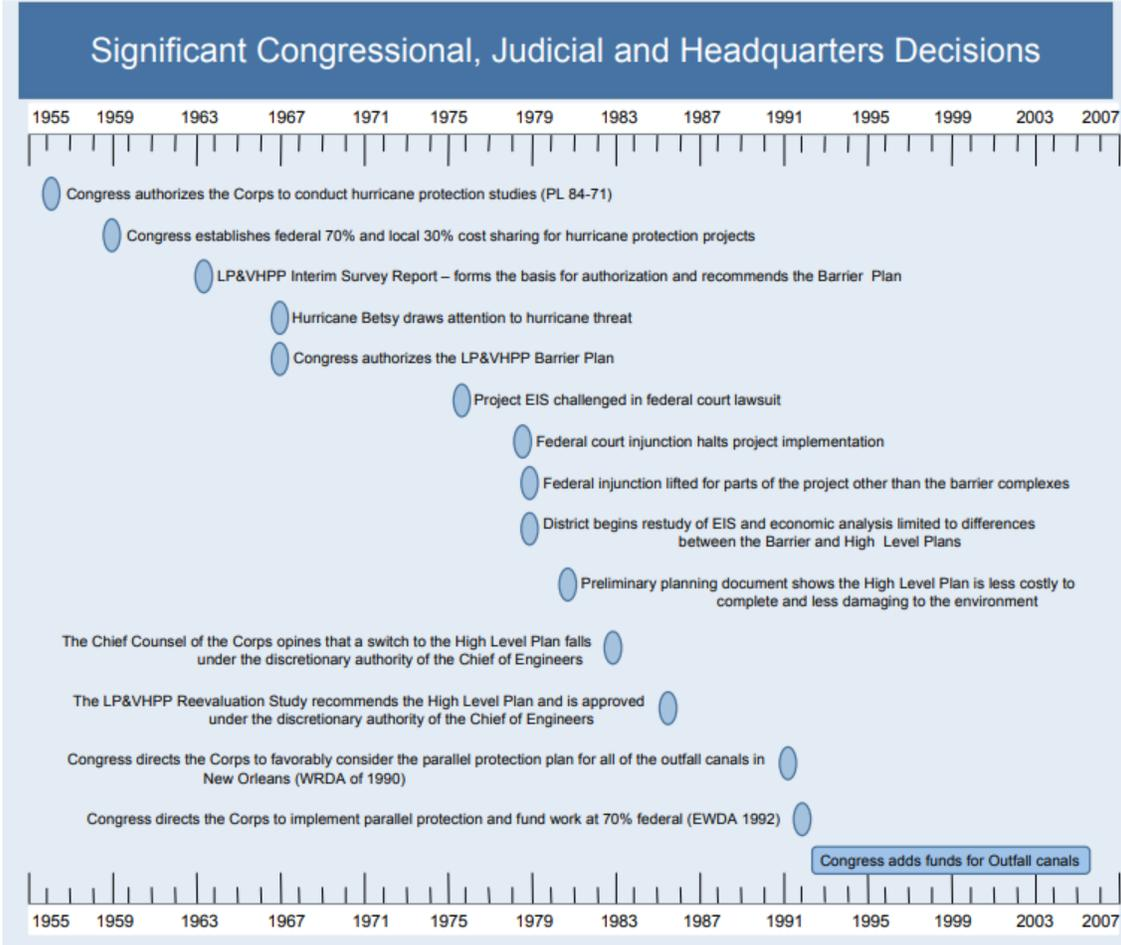 Significant Congressional, Judicial and Headquarters Decisions
1955 1959 1963 1967 1971 1975 1979 1983 1987 1991 1995 1999 2003 2007
Congress authorizes the Corps to conduct hurricane protection studies (PL 84-71)
Congress establishes federal 70% and local 30% cost sharing for hurricane protection projects
LP&VHPP Interim Survey Report – forms the basis for authorization and recommends the Barrier Plan
Hurricane Betsy draws attention to hurricane threat
Congress authorizes the LP&VHPP Barrier Plan
Project EIS challenged in federal court lawsuit
Federal court injunction halts project implementation
Federal injunction lifted for parts of the project other than the barrier complexes
District begins restudy of EIS and economic analysis limited to differences
between the Barrier and High Level Plans
Preliminary planning document shows the High Level Plan is less costly to
complete and less damaging to the environment
The Chief Counsel of the Corps opines that a switch to the High Level Plan falls
under the discretionary authority of the Chief of Engineers
The LP&VHPP Reevaluation Study recommends the High Level Plan and is approved
under the discretionary authority of the Chief of Engineers
Congress directs the Corps to favorably consider the parallel protection plan for all of the outfall canals in
New Orleans (WRDA of 1990)
Congress directs the Corps to implement parallel protection and fund work at 70% federal (EWDA 1992)
Congress adds funds for Outfall canals
1955 1959 1963 1967 1971 1975 1979 1983 1987 1991 1995 1999 2003 2007